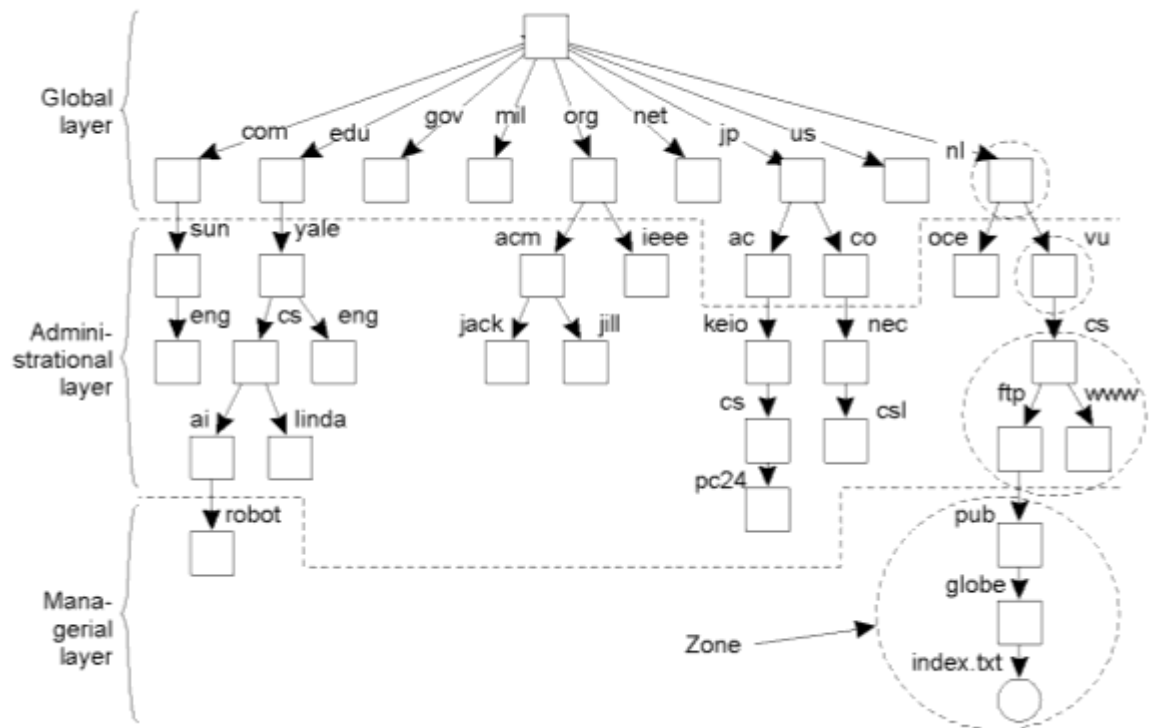 Global
layer
com
edu
gov
mil
org
net
jp
us
nl
sun
yale
acm
ieee
ac
co
oce
vu
Admini-
strational
layer
eng
cs
eng
jack
jill
keio
nec
cs
ai
linda
cs
csl
ftp
www
pc24
robot
pub
Mana-
gerial
layer
globe
Zone
index.txt